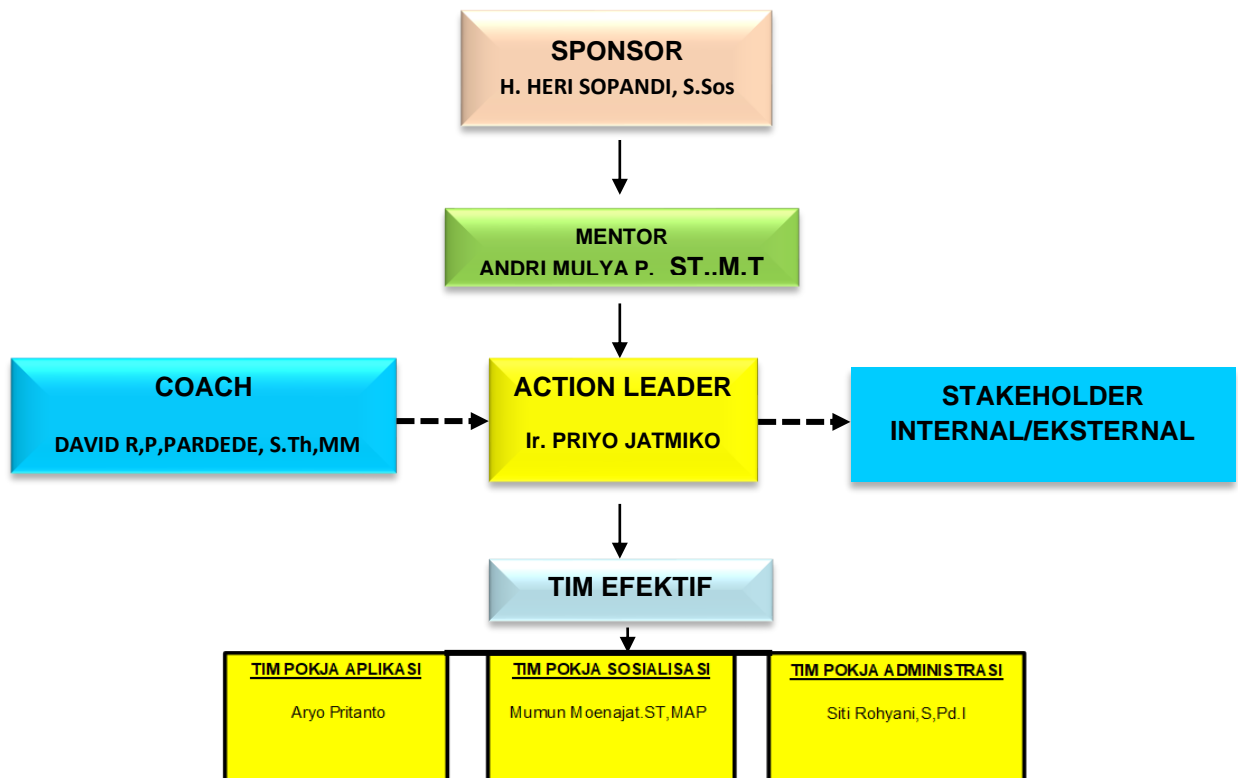 SPONSOR
H. HERI SOPANDI, S.Sos
MENTOR
ANDRI MULYA P. ST..M.T
COACH
DAVID R,P,PARDEDE, S.Th,MM
ACTION LEADER
Ir. PRIYO JATMIKO
STAKEHOLDER
INTERNAL/EKSTERNAL
TIM EFEKTIF
TIM POKJA APLIKASI
Aryo Pritanto
TIM POKJA SOSIALISASI
Mumun Moenajat.ST,MAP
TIM POKJA ADMINISTRASI
Siti Rohyani,S,Pd.I